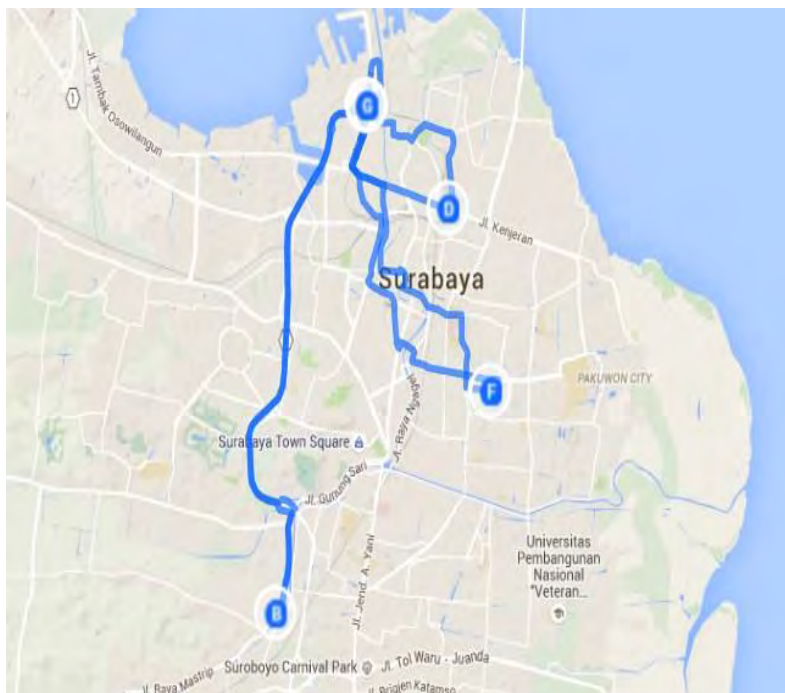 Jl. Tambak Osowilangun
1
G
D
Jl. Kenjeran
Surabaya
PAKUWON CITY
F
Jl. Raya Ngagel
Surabaya Town Square
Jl. Gunung Sari
Universitas
Pembangunan
Nasional
"Veteran...
Jl. Jend. A. Yani
B
Suroboyo Carnival Park
Jl. Tol Waru - Juanda
Jl. Raya Mastrip
Jl. Brigjen Katamso